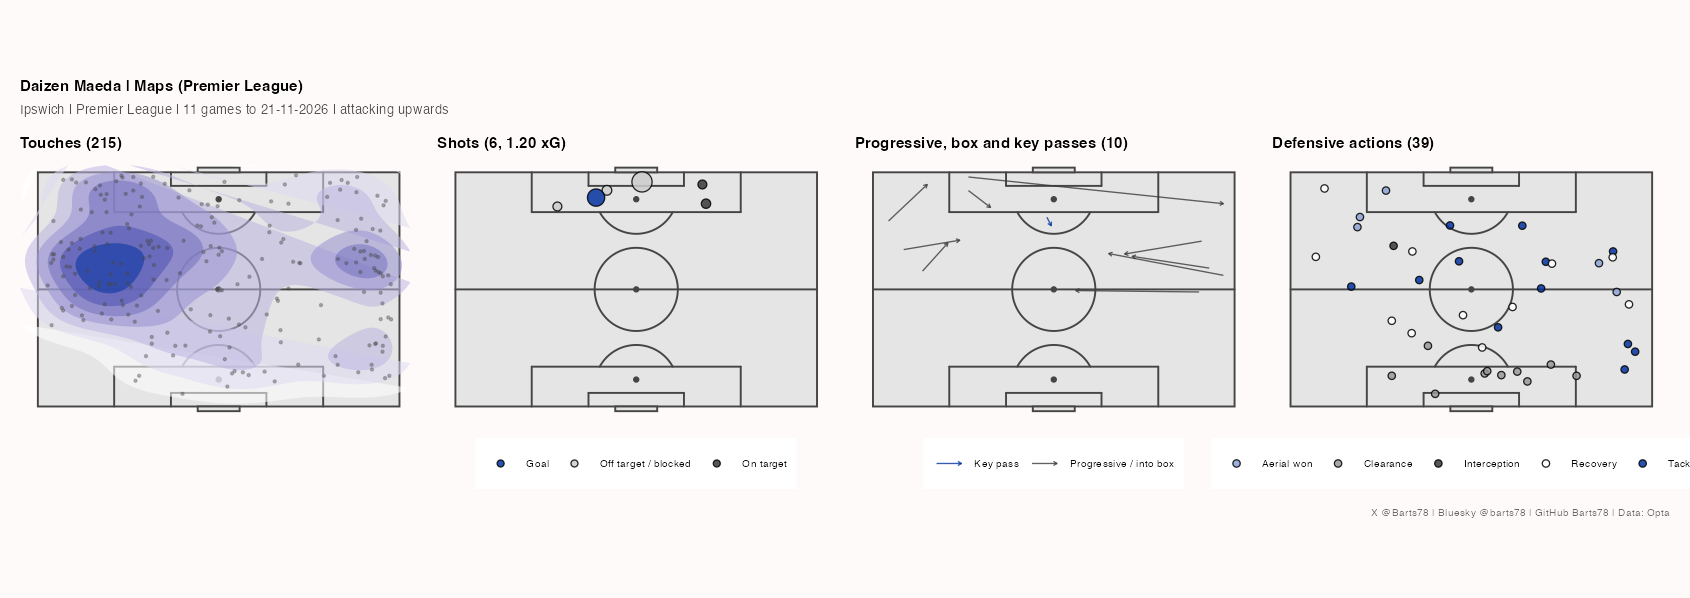 Daizen Maeda | Maps (Premier League)
Ipswich | Premier League | 11 games to 21-11-2026 | attacking upwards
Touches (215)
Shots (6, 1.20 xG)
Progressive, box and key passes (10)
Defensive actions (39)
Goal
Off target / blocked
On target
Key pass
Progressive / into box
Aerial won
Clearance
Interception
Recovery
Tack
X @Barts78 | Bluesky @barts78 | GitHub Barts78 | Data: Opta